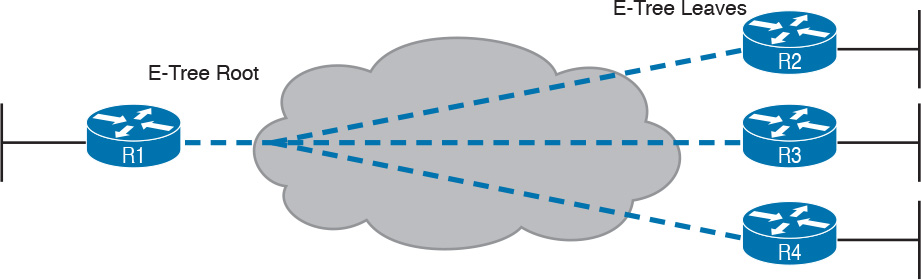 E-Tree Leaves
R2
E-Tree Root
R1
R3
R4